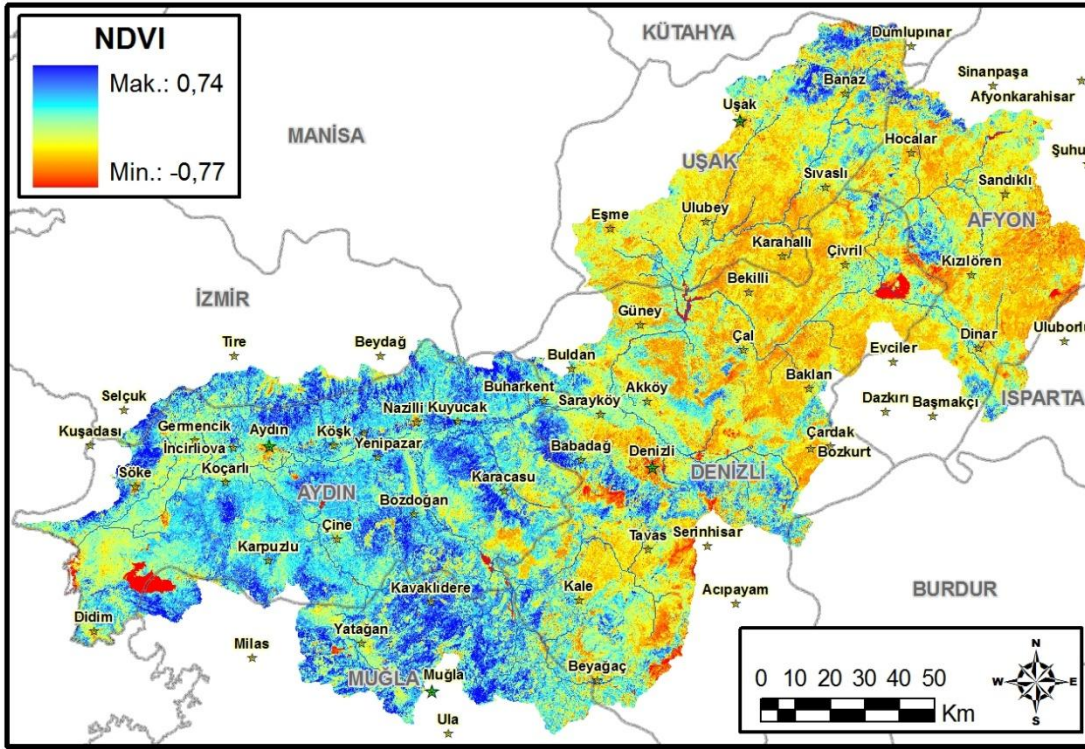 NDVI
Mak.: 0,74
Min.: -0,77
KÜTAHYA
Dumlupınar
Sinanpaşa
Banaz
Afyonkarahisar
Uşak
MANİSA
Hocalar
Şuhu
UŞAK
Sıvaslı
Sandıklı
Eşme
Ulubey
AFYON
Karahallı
Çivril
Kızılören
İZMİR
Bekilli
Güney
Uluborlu
Tire
Beydağ
Buldan
Çal
Evciler
Dinar
Selçuk
Buharkent
Akköy
Baklan
Sarayköy
Dazkırı
Başmakçı
ISPARTA
Kuşadası
Germencik
Aydın
Nazilli
Kuyucak
İncirliova
Köşk
Yenipazar
Babadağ
Denizli
Çardak
Bozkurt
Söke
Koçarlı
Karacasu
DENİZLİ
AYDIN
Bozdoğan
Çine
Tavas
Serinhisar
Karpuzlu
Kavaklıdere
Kale
Acıpayam
BURDUR
Didim
Milas
Yatağan
Beyağaç
MUĞLA
Muğla
Ula
0 10 20 30 40 50
Km
N
W
E
S